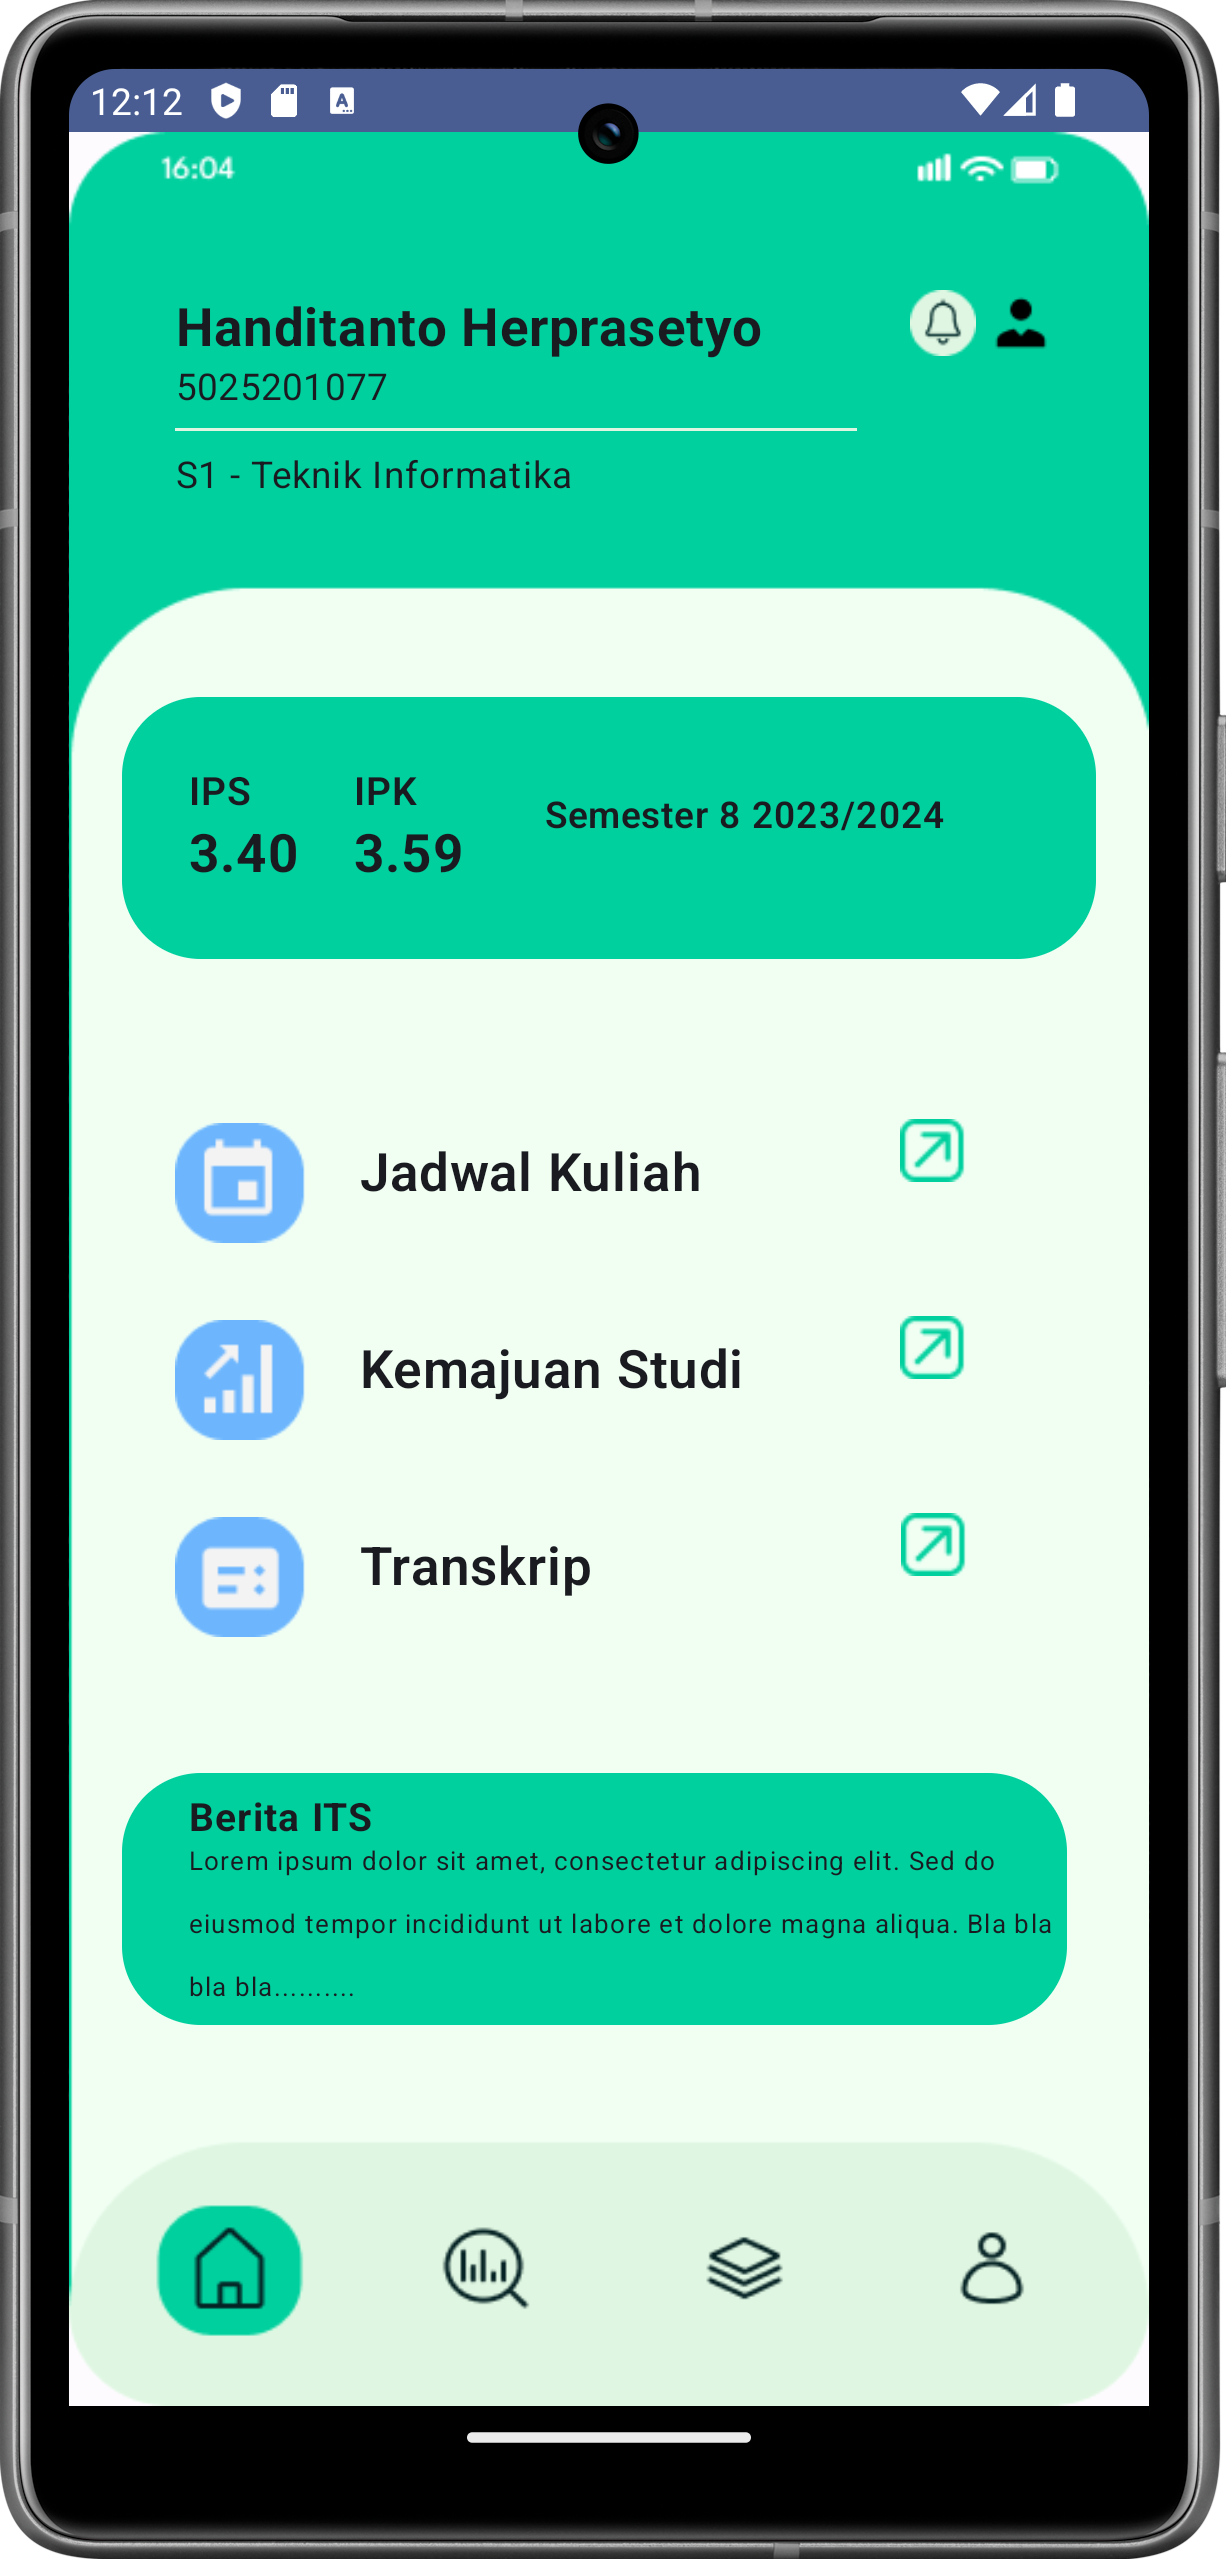 12:12
16:04
Handitanto Herprasetyo
5025201077
S1 - Teknik Informatika
IPS
IPK
3.40
3.59
Semester 8 2023/2024
Jadwal Kuliah
Kemajuan Studi
Transkrip
Berita ITS
Lorem ipsum dolor sit amet, consectetur adipiscing elit. Sed do
eiusmod tempor incididunt ut labore et dolore magna aliqua. Bla bla
bla bla..........